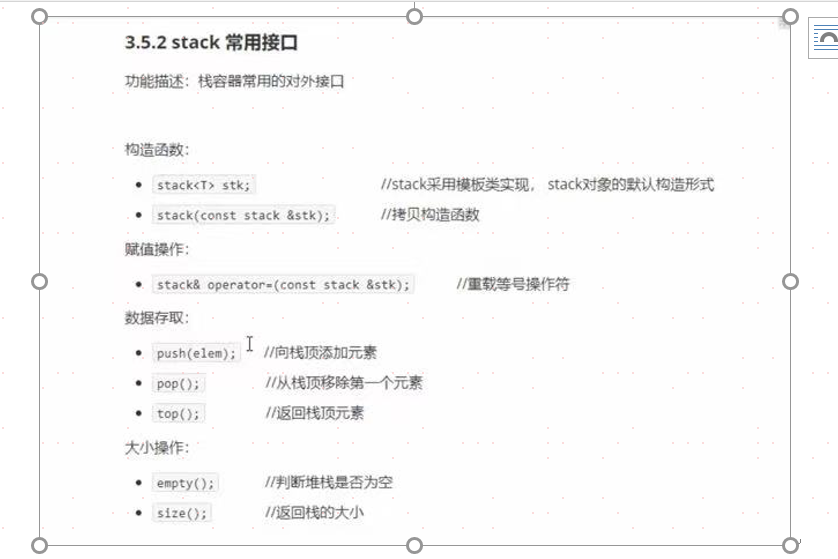 3.5.2 stack 常用接口
功能描述：栈容器常用的对外接口
构造函数：
• stack<T> stk; //stack采用模板类实现， stack对象的默认构造形式
• stack(const stack &stk); //拷贝构造函数
赋值操作：
• stack& operator=(const stack &stk); //重载等号操作符
数据存取：
• push(elem); //向栈顶添加元素
• pop(); //从栈顶移除第一个元素
• top(); //返回栈顶元素
大小操作：
• empty(); //判断堆栈是否为空
• size(); //返回栈的大小